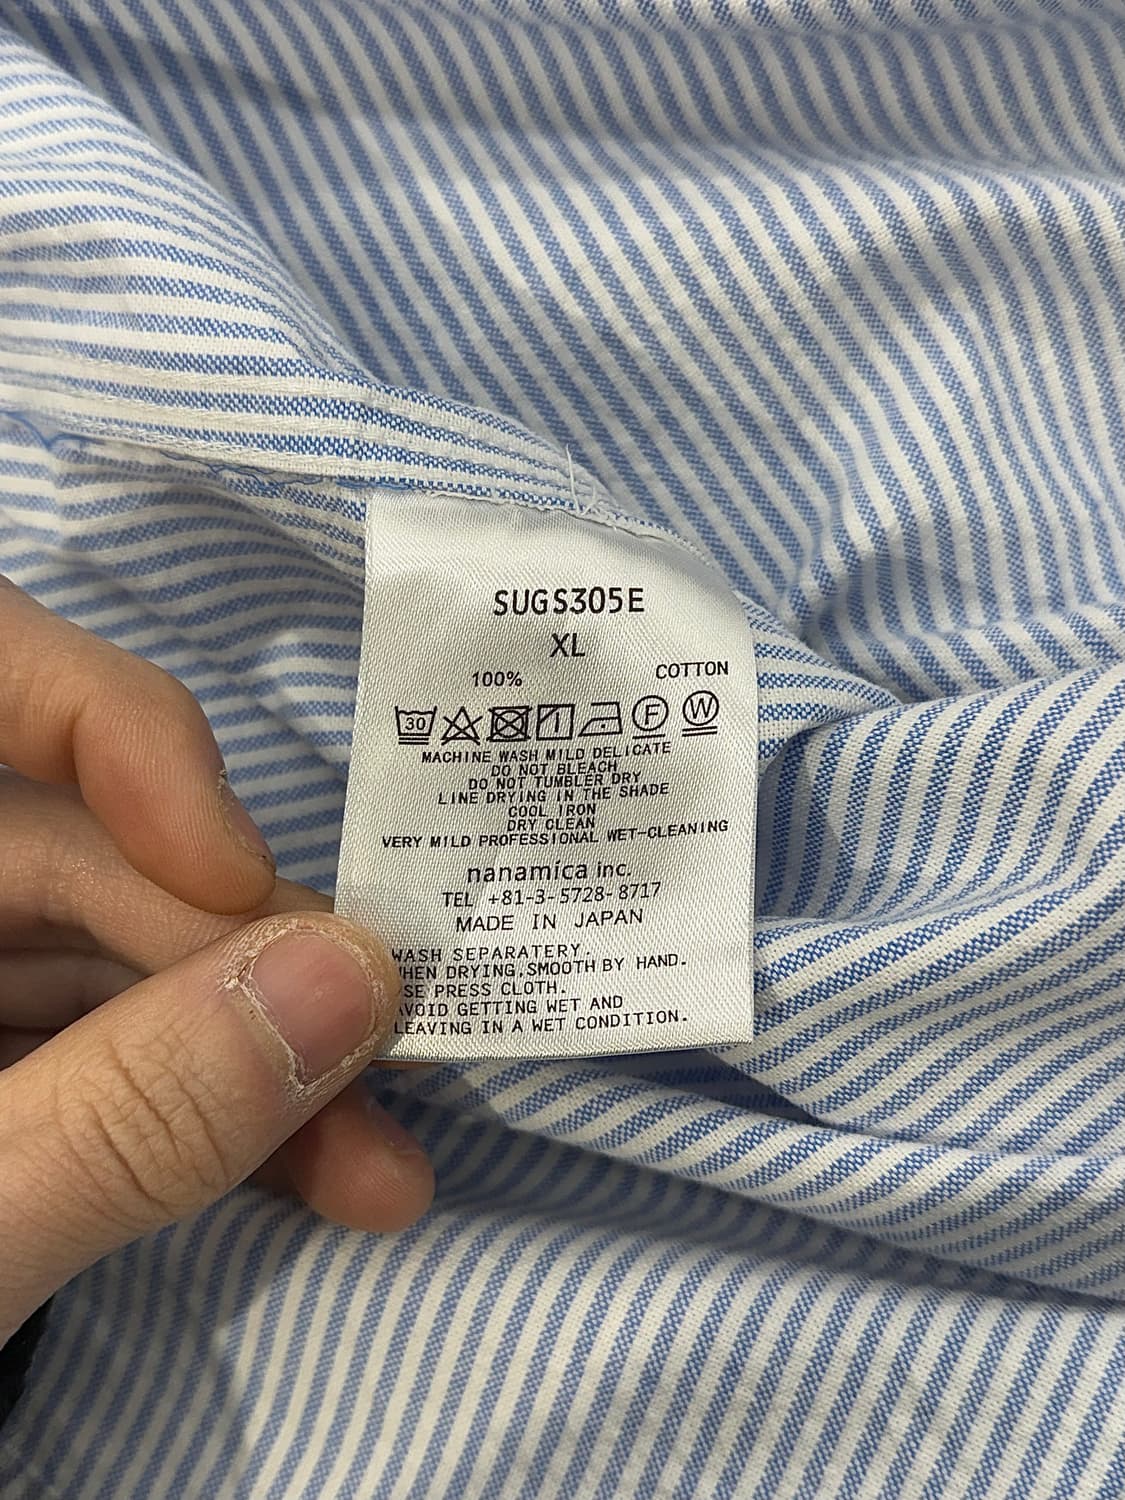 SUGS305E
XL
100% COTTON
30 F W
MACHINE WASH MILD DELICATE
DO NOT BLEACH
DO NOT TUMBLER DRY
LINE DRYING IN THE SHADE
COOL IRON
DRY CLEAN
VERY MILD PROFESSIONAL WET-CLEANING
nanamica inc.
TEL +81-3-5728-8717
MADE IN JAPAN
WASH SEPARATERY.
HEN DRYING.SMOOTH BY HAND.
SE PRESS CLOTH.
AVOID GETTING WET AND
LEAVING IN A WET CONDITION.